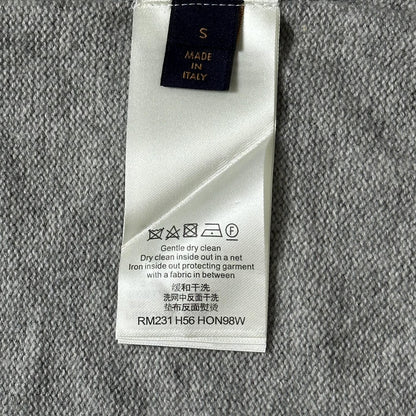 S
MADE
IN
ITALY
Gentle dry clean
Dry clean inside out in a net
Iron inside out protecting garment
with a fabric in between
缓和干洗
洗网中反面干洗
垫布反面熨烫
RM231 H56 HON98W